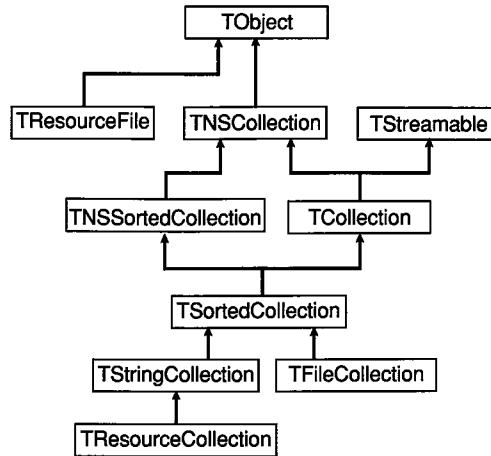 TObject
TResourceFile
TNSCollection
TStreamable
TNSSortedCollection
TCollection
TSortedCollection
TStringCollection
TFileCollection
TResourceCollection